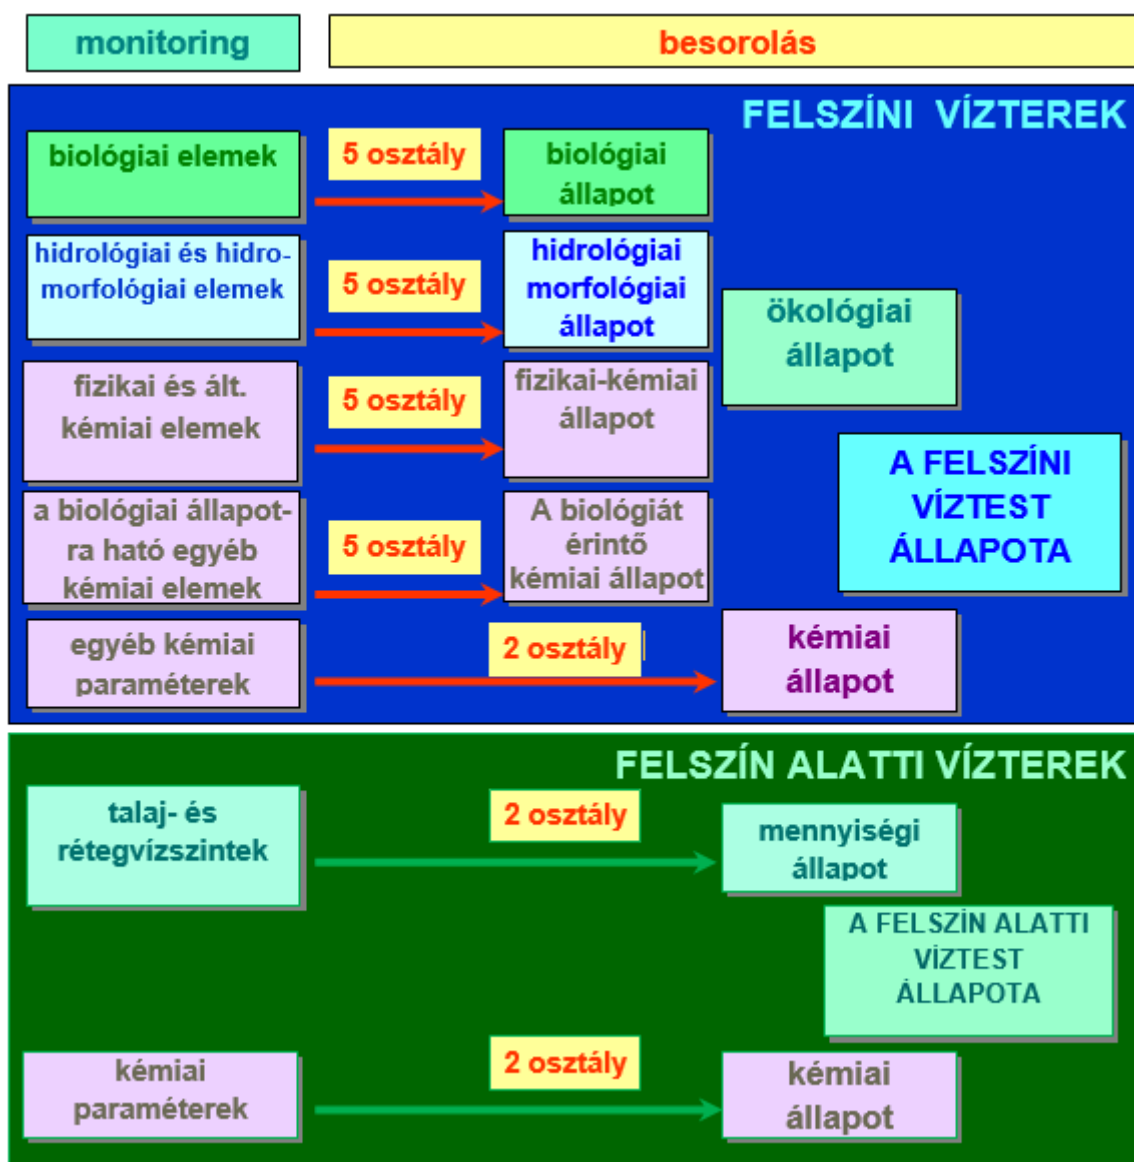 monitoring
besorolás
FELSZÍNI VÍZTEREK
biológiai elemek
5 osztály
biológiai
állapot
hidrológiai és hidro-
morfológiai elemek
5 osztály
hidrológiai
morfológiai
állapot
ökológiai
állapot
fizikai és ált.
kémiai elemek
5 osztály
fizikai-kémiai
állapot
A FELSZÍNI
VÍZTEST
ÁLLAPOTA
a biológiai állapot-
ra ható egyéb
kémiai elemek
5 osztály
A biológiát
érintő
kémiai állapot
egyéb kémiai
paraméterek
2 osztály
kémiai
állapot
FELSZÍN ALATTI VÍZTEREK
talaj- és
rétegvízszintek
2 osztály
mennyiségi
állapot
A FELSZÍN ALATTI
VÍZTEST
ÁLLAPOTA
kémiai
paraméterek
2 osztály
kémiai
állapot